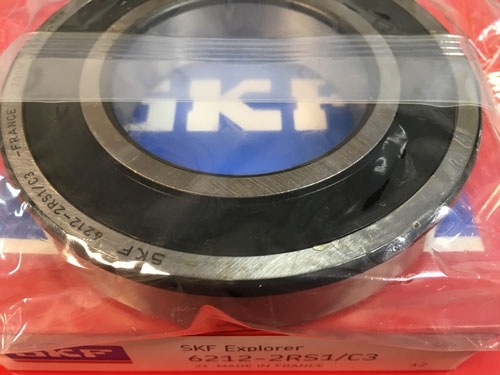 SKF
-FRANCE
6212-2RS1/C3
SKF
SKF
SKF Explorer
6212-2RS1/C3
MADE IN FRANCE